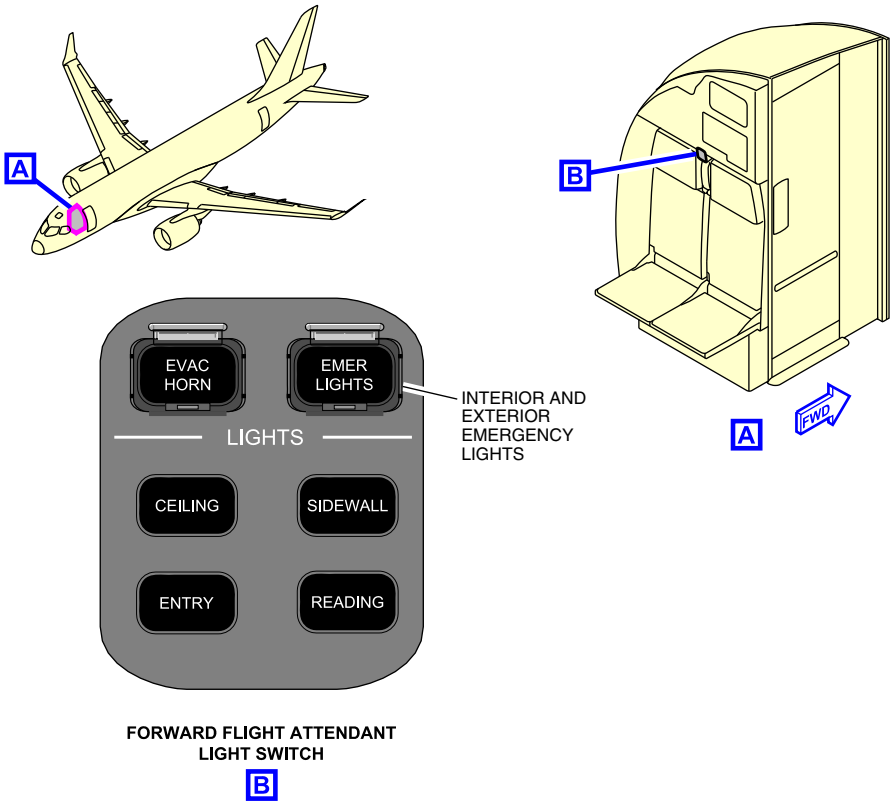 A
B
A
FWD
EVAC
HORN
EMER
LIGHTS
INTERIOR AND
EXTERIOR
EMERGENCY
LIGHTS
LIGHTS
CEILING
SIDEWALL
ENTRY
READING
FORWARD FLIGHT ATTENDANT
LIGHT SWITCH
B